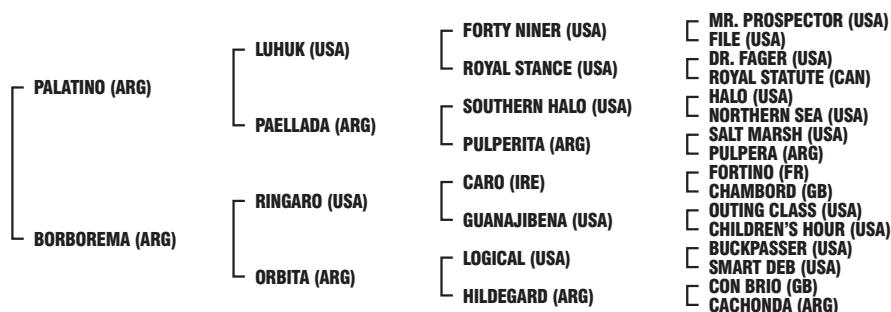 PALATINO (ARG)
BORBOREMA (ARG)
LUHUK (USA)
PAELLADA (ARG)
RINGARO (USA)
ORBITA (ARG)
FORTY NINER (USA)
ROYAL STANCE (USA)
SOUTHERN HALO (USA)
PULPERITA (ARG)
CARO (IRE)
GUANAJIBENA (USA)
LOGICAL (USA)
HILDEGARD (ARG)
MR. PROSPECTOR (USA)
FILE (USA)
DR. FAGER (USA)
ROYAL STATUTE (CAN)
HALO (USA)
NORTHERN SEA (USA)
SALT MARSH (USA)
PULPERA (ARG)
FORTINO (FR)
CHAMBORD (GB)
OUTING CLASS (USA)
CHILDREN'S HOUR (USA)
BUCKPASSER (USA)
SMART DEB (USA)
CON BRIO (GB)
CACHONDA (ARG)